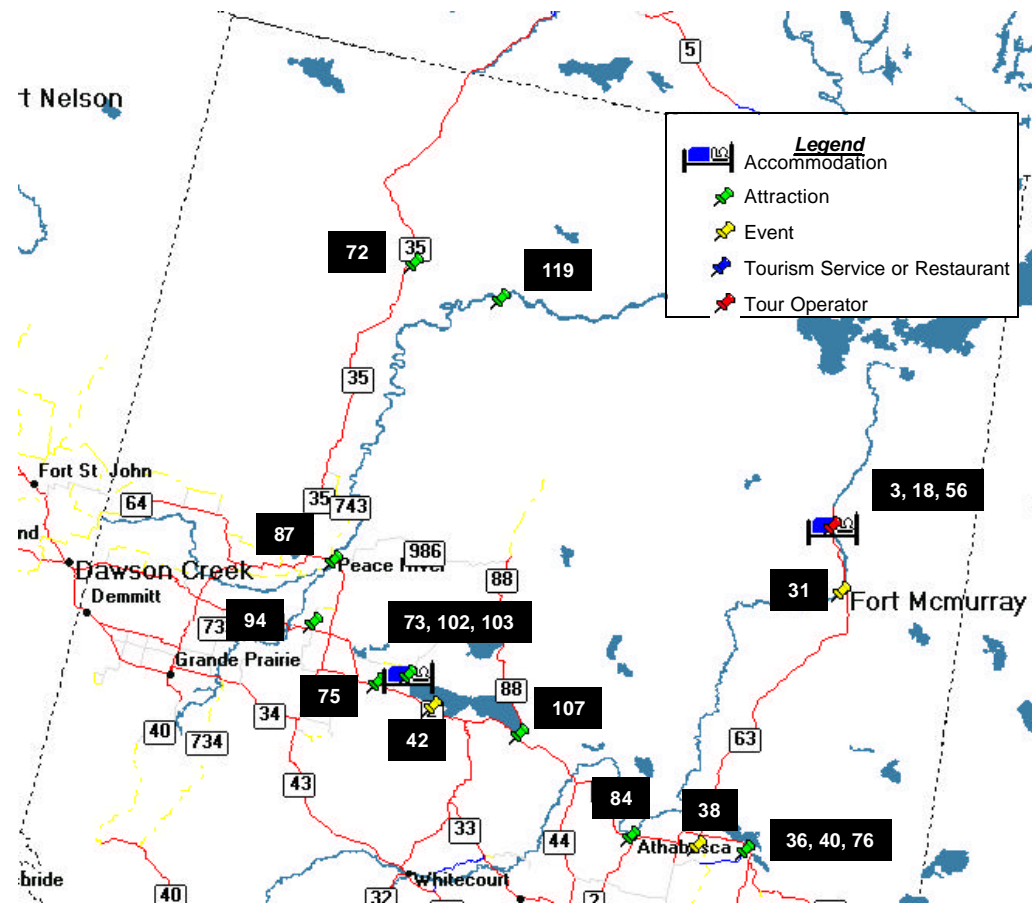 5
t Nelson
Legend
Accommodation
Attraction
Event
Tourism Service or Restaurant
Tour Operator
72
35
119
35
Fort St. John
64
35
743
3, 18, 56
nd
87
986
Peace River
Dawson Creek
88
31
Fort Mcmurray
Demmitt
94
73
73, 102, 103
Grande Prairie
75
88
107
34
40
734
42
63
43
84
38
33
44
Athabasca
36, 40, 76
bride
Whitecourt
40
32
2